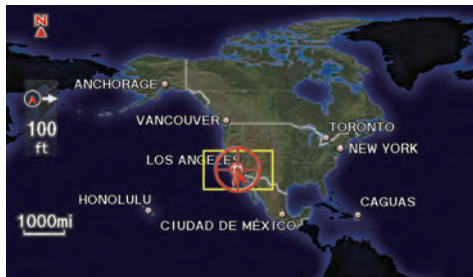 N
ANCHORAGE
100
ft
VANCOUVER
TORONTO
NEW YORK
LOS ANGELES
HONOLULU
CAGUAS
1000mi
CIUDAD DE MÉXICO